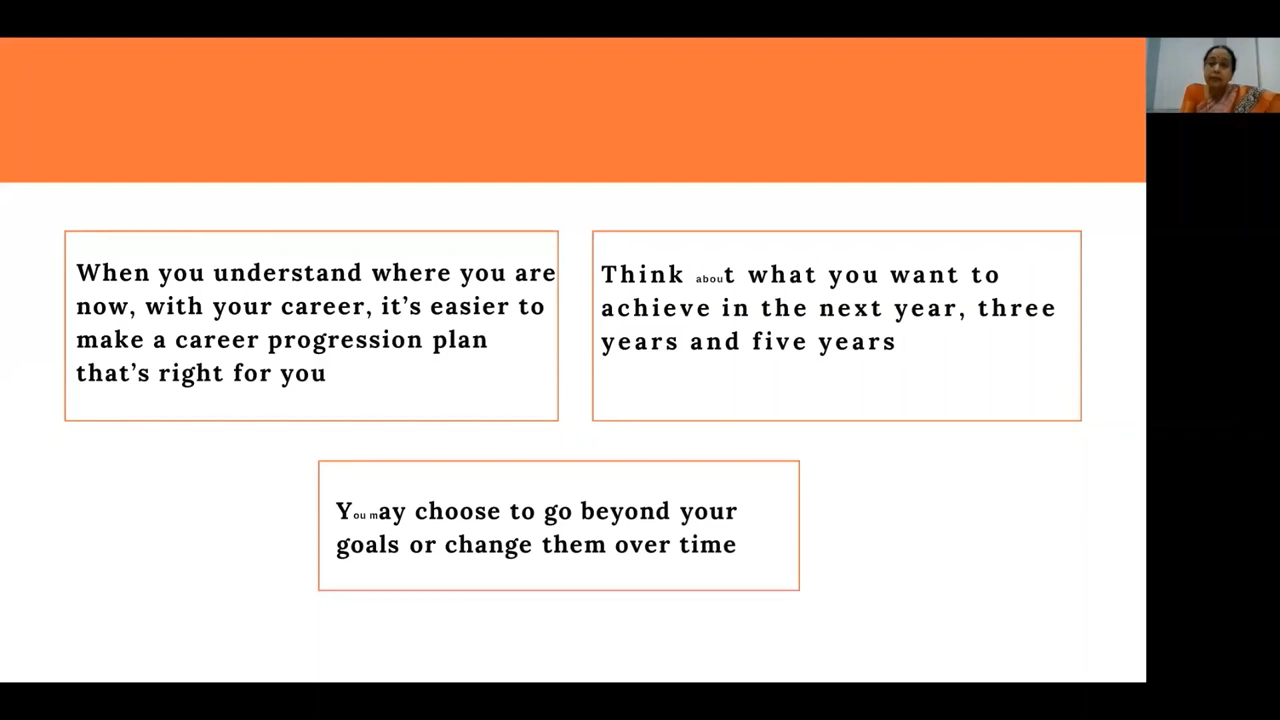 When you understand where you are
now, with your career, it’s easier to
make a career progression plan
that’s right for you
Think about what you want to
achieve in the next year, three
years and five years
You may choose to go beyond your
goals or change them over time